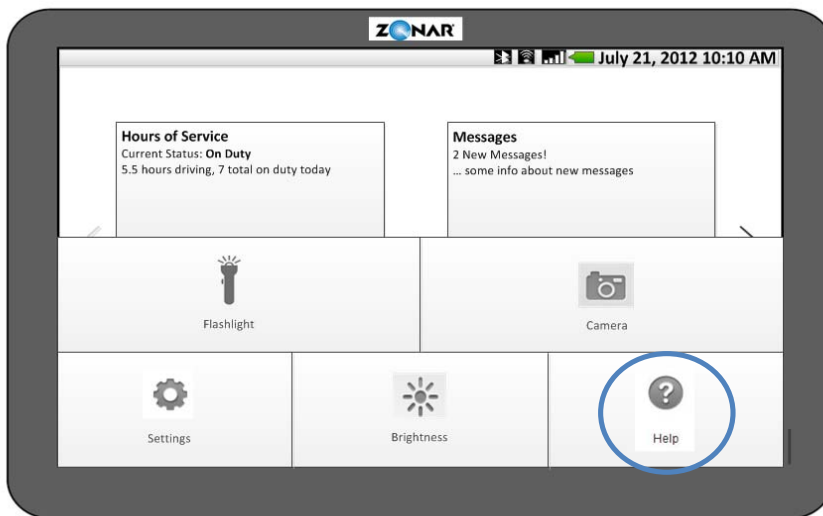 ZONAR
July 21, 2012 10:10 AM
Hours of Service
Current Status: On Duty
5.5 hours driving, 7 total on duty today
Messages
2 New Messages!
... some info about new messages
Flashlight
Camera
Settings
Brightness
Help